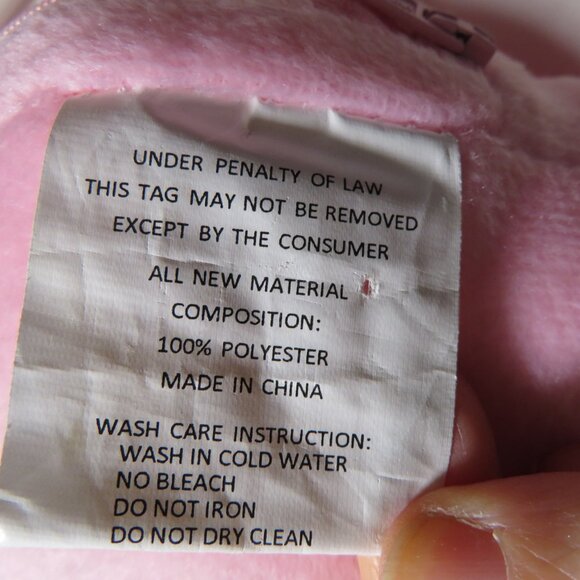 UNDER PENALTY OF LAW
THIS TAG MAY NOT BE REMOVED
EXCEPT BY THE CONSUMER
ALL NEW MATERIAL
COMPOSITION:
100% POLYESTER
MADE IN CHINA
WASH CARE INSTRUCTION:
WASH IN COLD WATER
NO BLEACH
DO NOT IRON
DO NOT DRY CLEAN